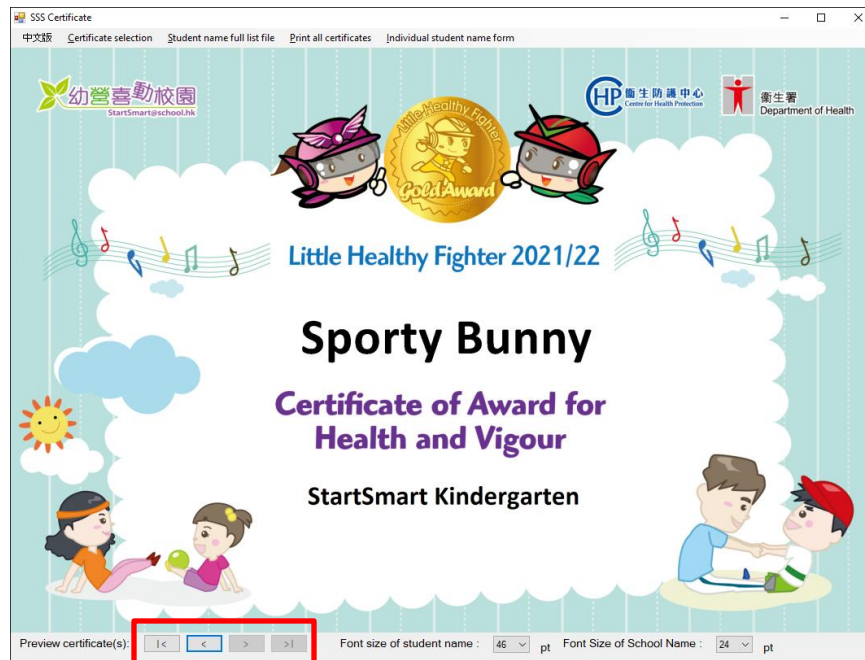 SSS Certificate
中文版 Certificate selection Student name full list file Print all certificates Individual student name form
幼營喜動校園
StartSmart@school.hk
Little Healthy Fighter
Gold Award
CHP 衞生防護中心
Centre for Health Protection
衞生署
Department of Health
Little Healthy Fighter 2021/22
Sporty Bunny
Certificate of Award for
Health and Vigour
StartSmart Kindergarten
Preview certificate(s): |< < > >| Font size of student name : 46 pt Font Size of School Name : 24 pt